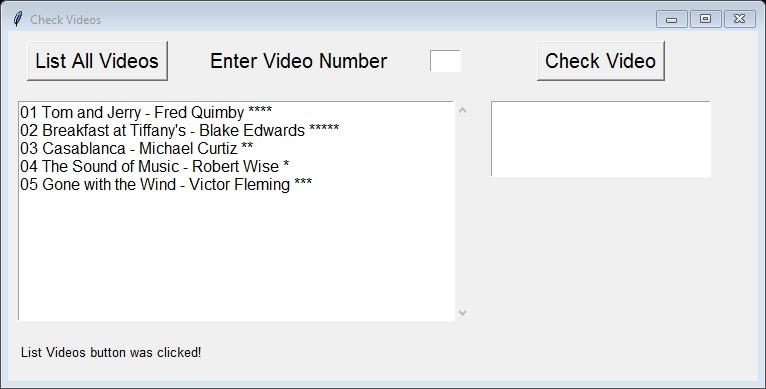 Check Videos
List All Videos
Enter Video Number
Check Video
01 Tom and Jerry - Fred Quimby ****
02 Breakfast at Tiffany's - Blake Edwards *****
03 Casablanca - Michael Curtiz **
04 The Sound of Music - Robert Wise *
05 Gone with the Wind - Victor Fleming ***
List Videos button was clicked!